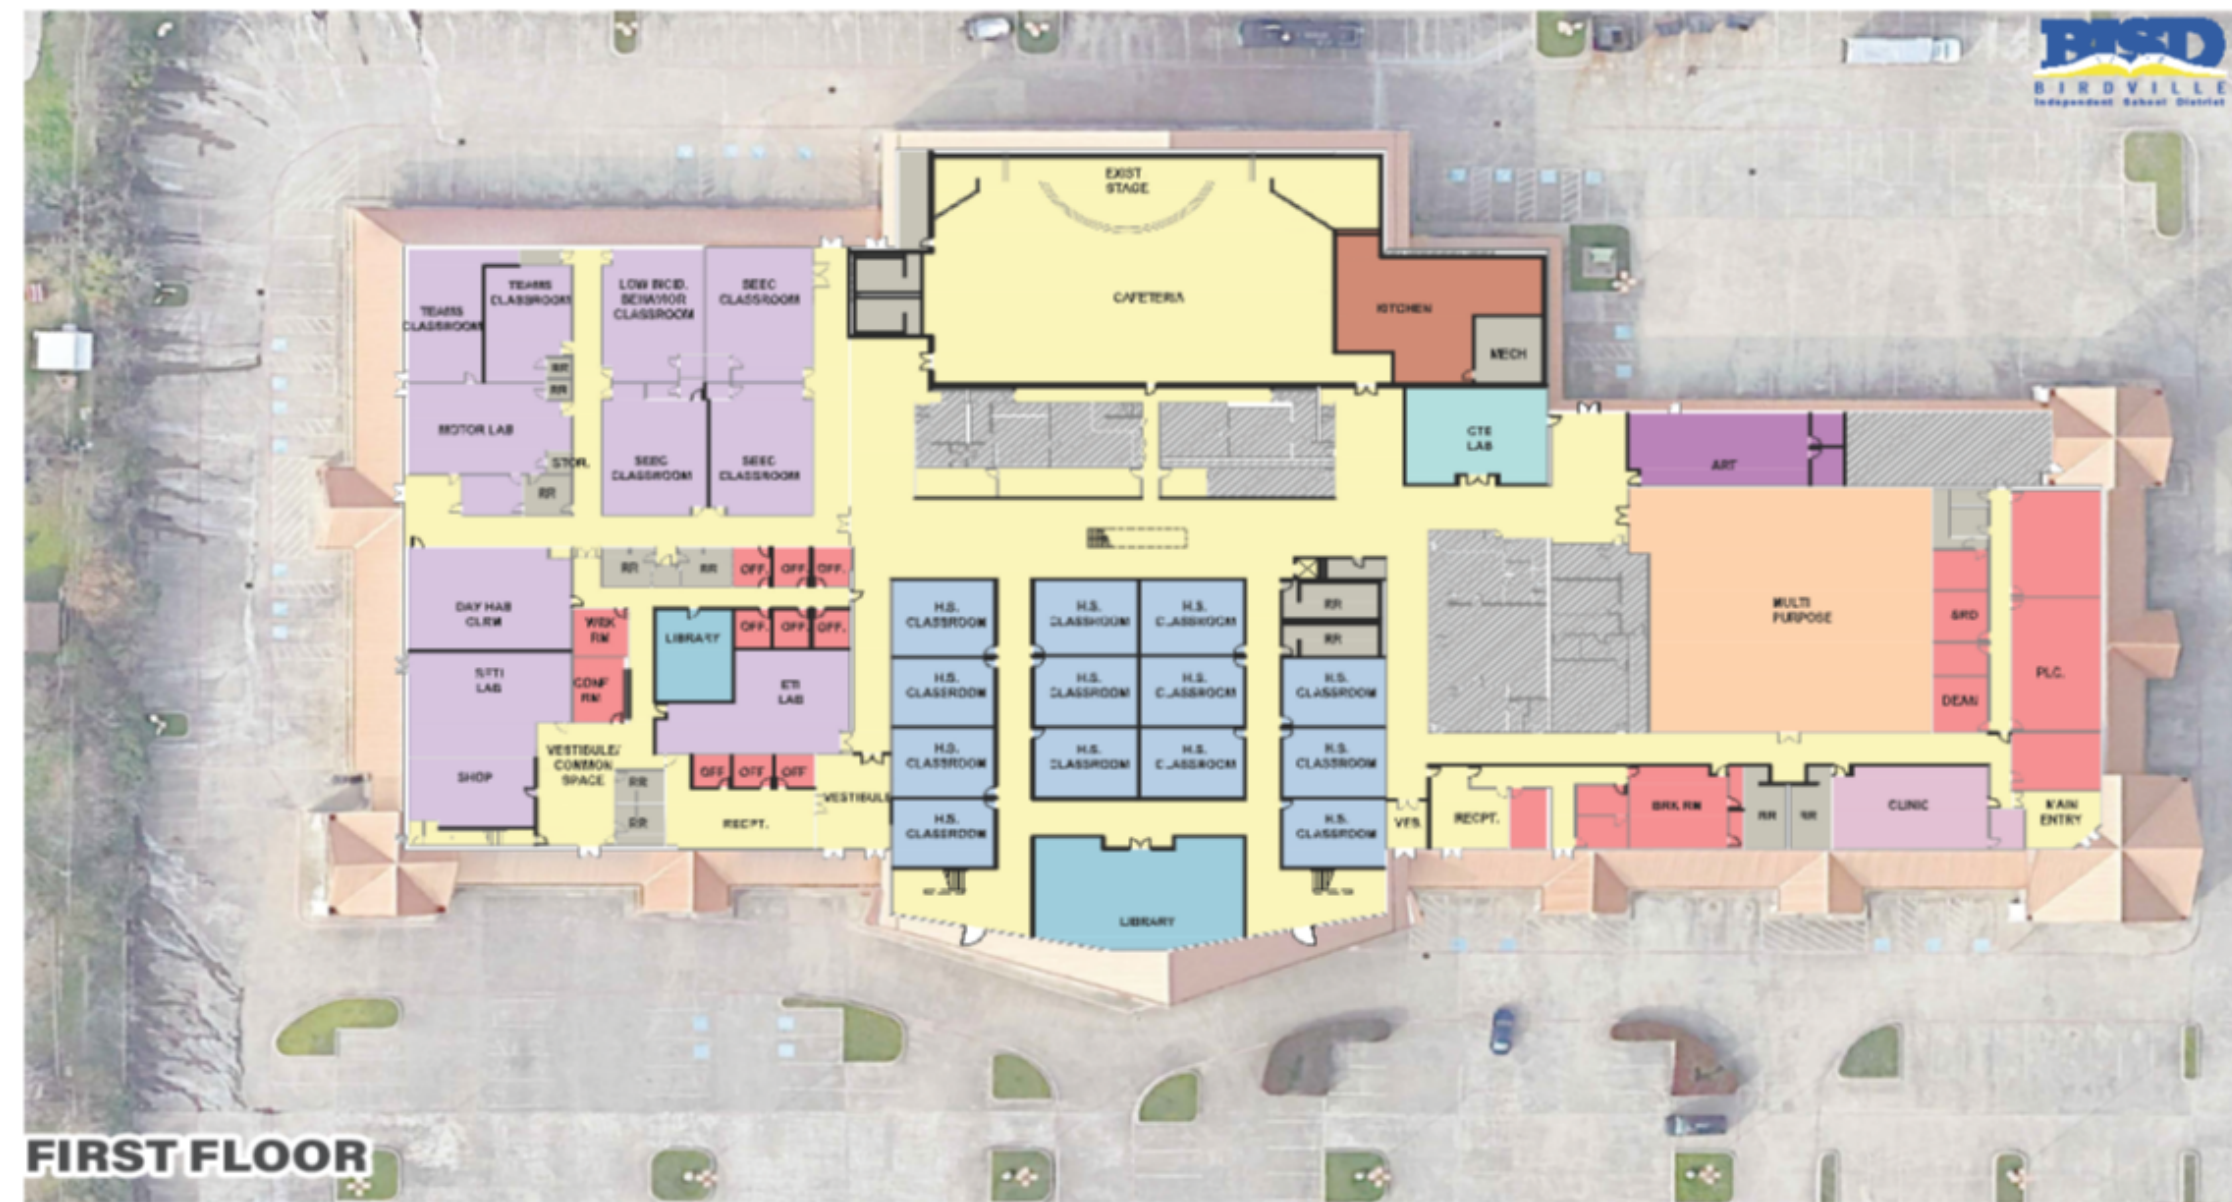 BISD
BIRDVILLE
Independent School District
EXIST
STAGE
CAFETERIA
KITCHEN
MECH
TEAMS
CLASSROOM
TEAMS
CLASSROOM
LOW INCID.
BEHAVIOR
CLASSROOM
SEEC
CLASSROOM
RR
RR
MOTOR LAB
STOR.
RR
SEEC
CLASSROOM
SEEC
CLASSROOM
CTE
LAB
ART
RR
RR
OFF.
OFF.
OFF.
DAY HAB
CLRM
WRK
RM
LIBRARY
OFF.
OFF.
OFF.
LAB
CONF
RM
LAB
SHOP
VESTIBULE/
COMMON
SPACE
RR
RR
OFF
OFF
OFF
RECPT.
VESTIBULE
H.S.
CLASSROOM
H.S.
CLASSROOM
H.S.
CLASSROOM
H.S.
CLASSROOM
H.S.
CLASSROOM
H.S.
CLASSROOM
H.S.
CLASSROOM
H.S.
CLASSROOM
H.S.
CLASSROOM
H.S.
CLASSROOM
RR
RR
H.S.
CLASSROOM
H.S.
CLASSROOM
H.S.
CLASSROOM
LIBRARY
MULTI
PURPOSE
DEAN
PLC.
VES.
RECPT.
BRK RM
RR
RR
CLINIC
MAIN
ENTRY
FIRST FLOOR